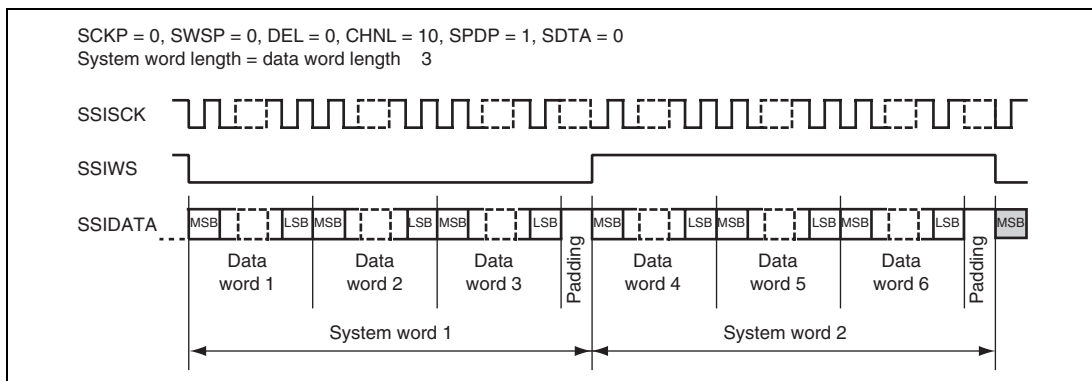 SCKP = 0, SWSP = 0, DEL = 0, CHNL = 10, SPDP = 1, SDTA = 0
System word length = data word length 3
SSISCK
SSIWS
SSIDATA
MSB LSB MSB LSB MSB LSB MSB LSB MSB LSB MSB LSB MSB
Data word 1
Data word 2
Data word 3
Padding
Data word 4
Data word 5
Data word 6
Padding
System word 1
System word 2